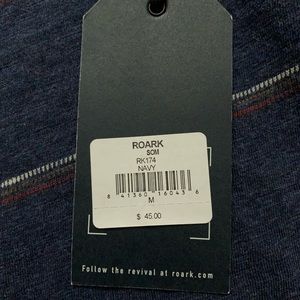 ROARK
SOM
RK174
NAVY
8 41360 16043 6
M
$ 45.00
Follow the revival at roark.com